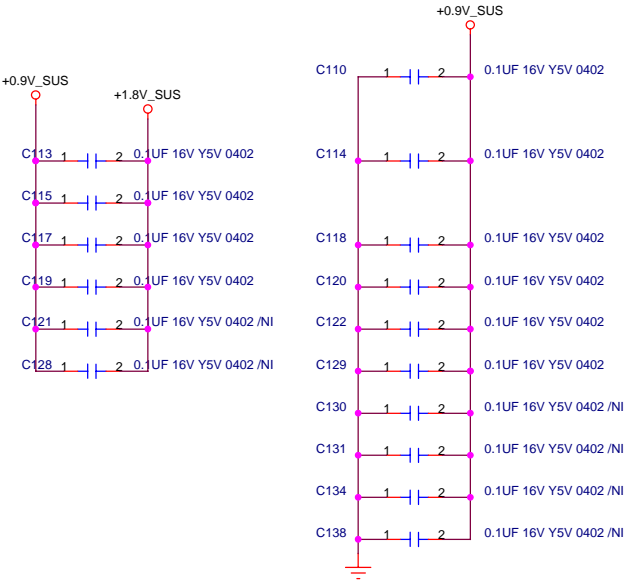 +0.9V_SUS
+1.8V_SUS
C113 1 2 0.1UF 16V Y5V 0402
C115 1 2 0.1UF 16V Y5V 0402
C117 1 2 0.1UF 16V Y5V 0402
C119 1 2 0.1UF 16V Y5V 0402
C121 1 2 0.1UF 16V Y5V 0402 /NI
C128 1 2 0.1UF 16V Y5V 0402 /NI
+0.9V_SUS
C110 1 2 0.1UF 16V Y5V 0402
C114 1 2 0.1UF 16V Y5V 0402
C118 1 2 0.1UF 16V Y5V 0402
C120 1 2 0.1UF 16V Y5V 0402
C122 1 2 0.1UF 16V Y5V 0402
C129 1 2 0.1UF 16V Y5V 0402
C130 1 2 0.1UF 16V Y5V 0402 /NI
C131 1 2 0.1UF 16V Y5V 0402 /NI
C134 1 2 0.1UF 16V Y5V 0402 /NI
C138 1 2 0.1UF 16V Y5V 0402 /NI